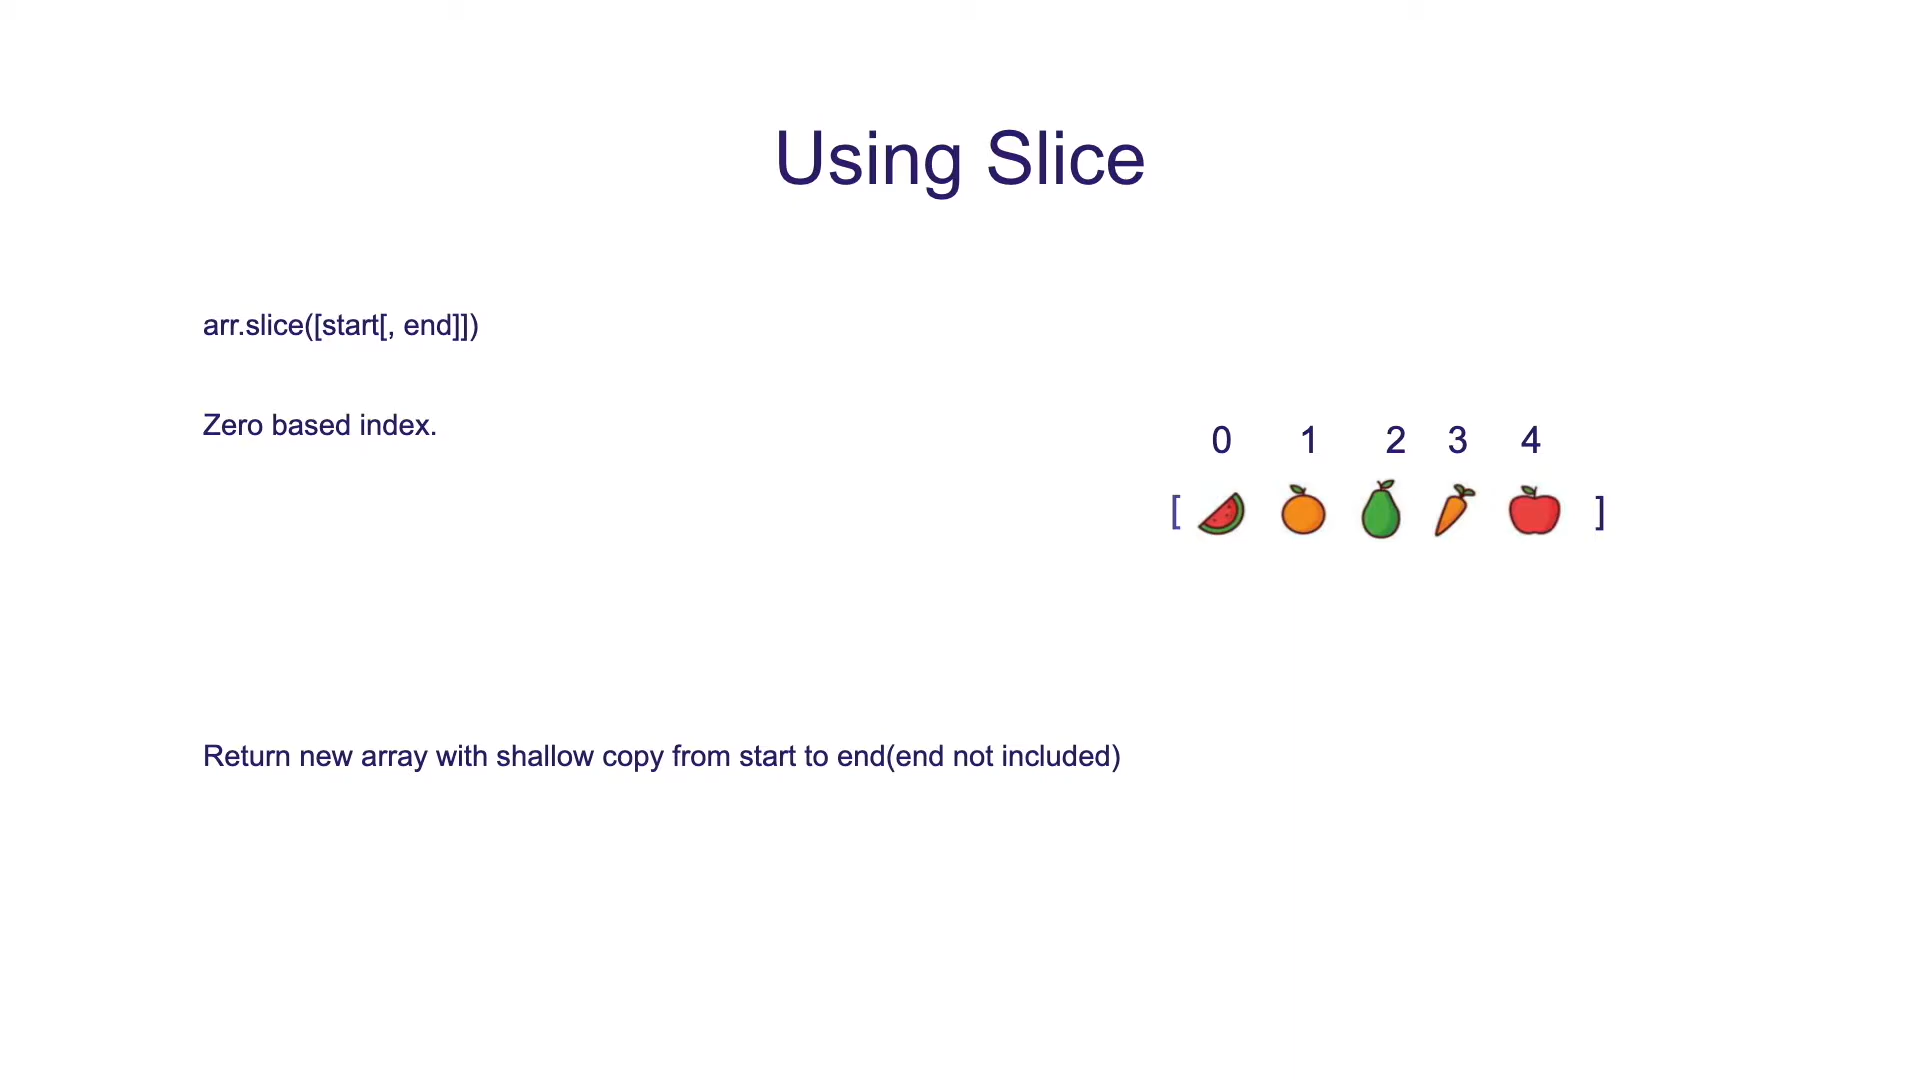 Using Slice
arr.slice([start[, end]])
Zero based index.
0 1 2 3 4
[ ]
Return new array with shallow copy from start to end(end not included)